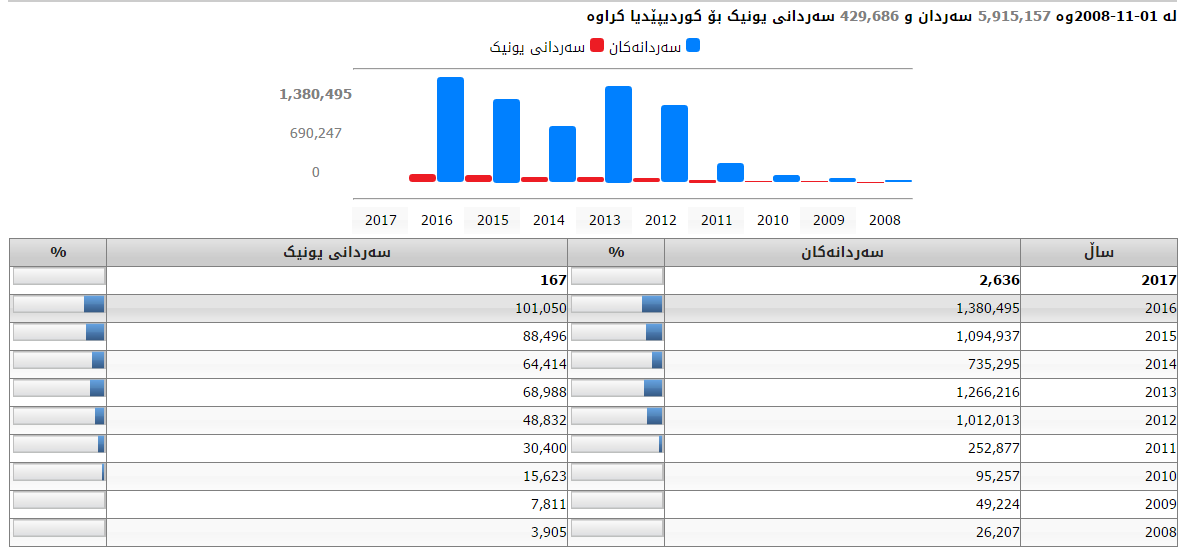 لە 01-11-2008وە 5,915,157 سەردان و 429,686 سەردانی یونیک بۆ کوردیپێدیا کراوە
سەردانەکان سەردانی یونیک
1,380,495
690,247
0
2017 2016 2015 2014 2013 2012 2011 2010 2009 2008
ساڵ سەردانەکان % سەردانی یونیک %
2017 2,636 167
2016 1,380,495 101,050
2015 1,094,937 88,496
2014 735,295 64,414
2013 1,266,216 68,988
2012 1,012,013 48,832
2011 252,877 30,400
2010 95,257 15,623
2009 49,224 7,811
2008 26,207 3,905